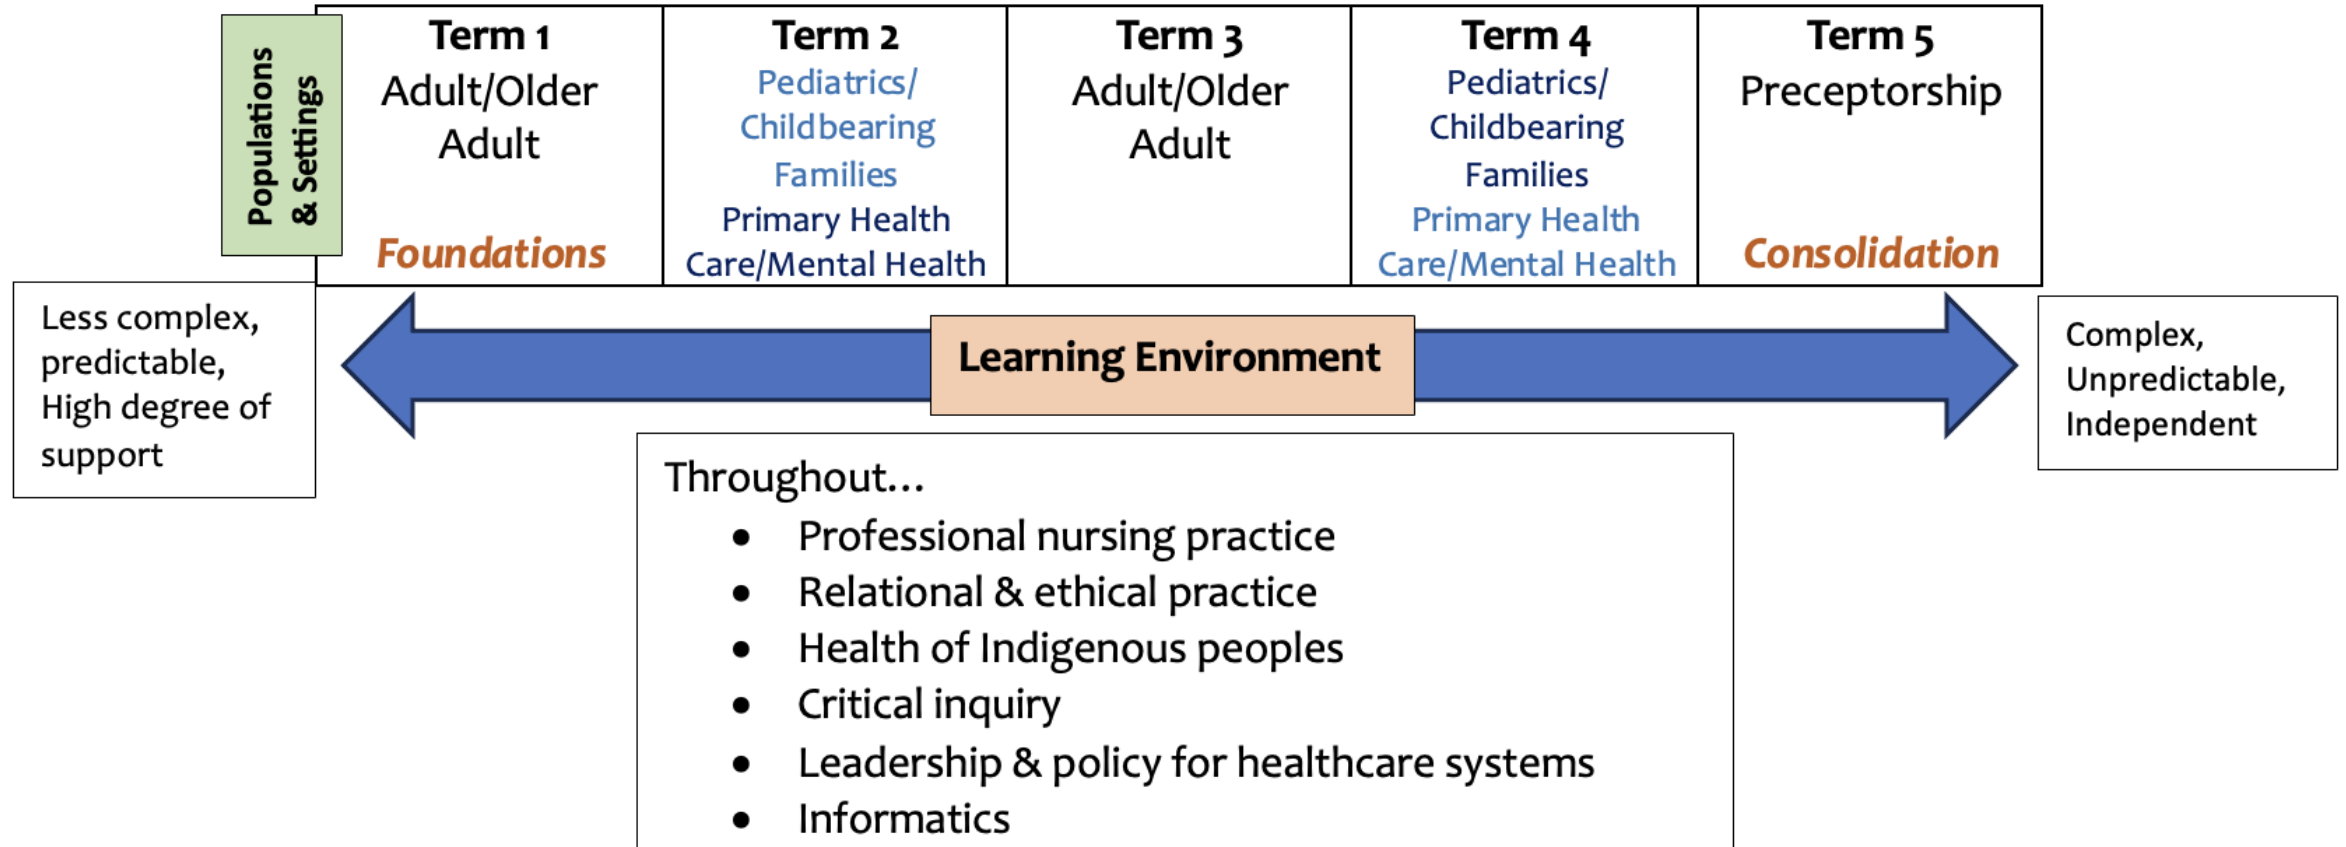 Populations
& Settings
Term 1
Adult/Older
Adult
Foundations
Term 2
Pediatrics/
Childbearing
Families
Primary Health
Care/Mental Health
Term 3
Adult/Older
Adult
Term 4
Pediatrics/
Childbearing
Families
Primary Health
Care/Mental Health
Term 5
Preceptorship
Consolidation
Less complex,
predictable,
High degree of
support
Learning Environment
Complex,
Unpredictable,
Independent
Throughout...
• Professional nursing practice
• Relational & ethical practice
• Health of Indigenous peoples
• Critical inquiry
• Leadership & policy for healthcare systems
• Informatics